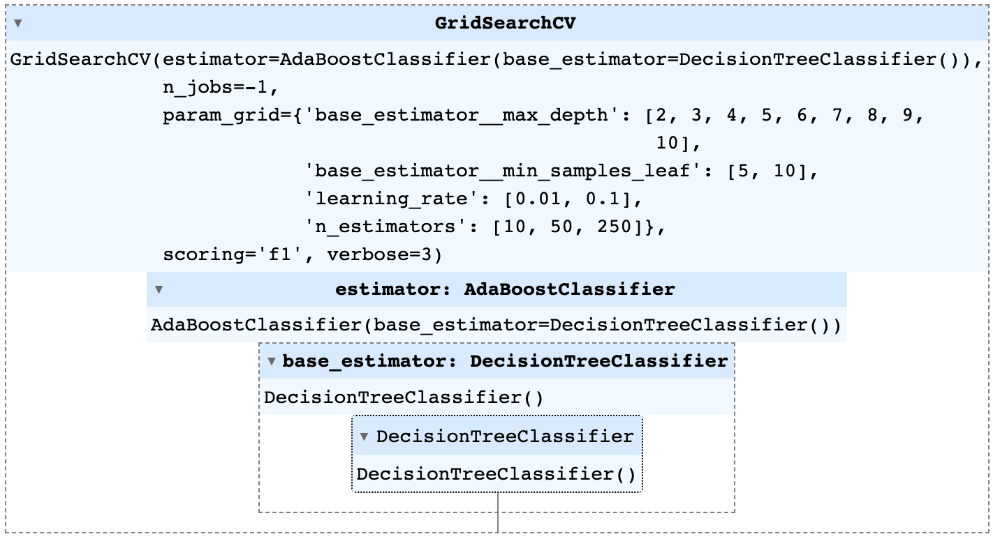 GridSearchCV
GridSearchCV(estimator=AdaBoostClassifier(base_estimator=DecisionTreeClassifier()),
n_jobs=-1,
param_grid={'base_estimator__max_depth': [2, 3, 4, 5, 6, 7, 8, 9,
10],
'base_estimator__min_samples_leaf': [5, 10],
'learning_rate': [0.01, 0.1],
'n_estimators': [10, 50, 250]},
scoring='f1', verbose=3)
estimator: AdaBoostClassifier
AdaBoostClassifier(base_estimator=DecisionTreeClassifier())
base_estimator: DecisionTreeClassifier
DecisionTreeClassifier()
DecisionTreeClassifier
DecisionTreeClassifier()